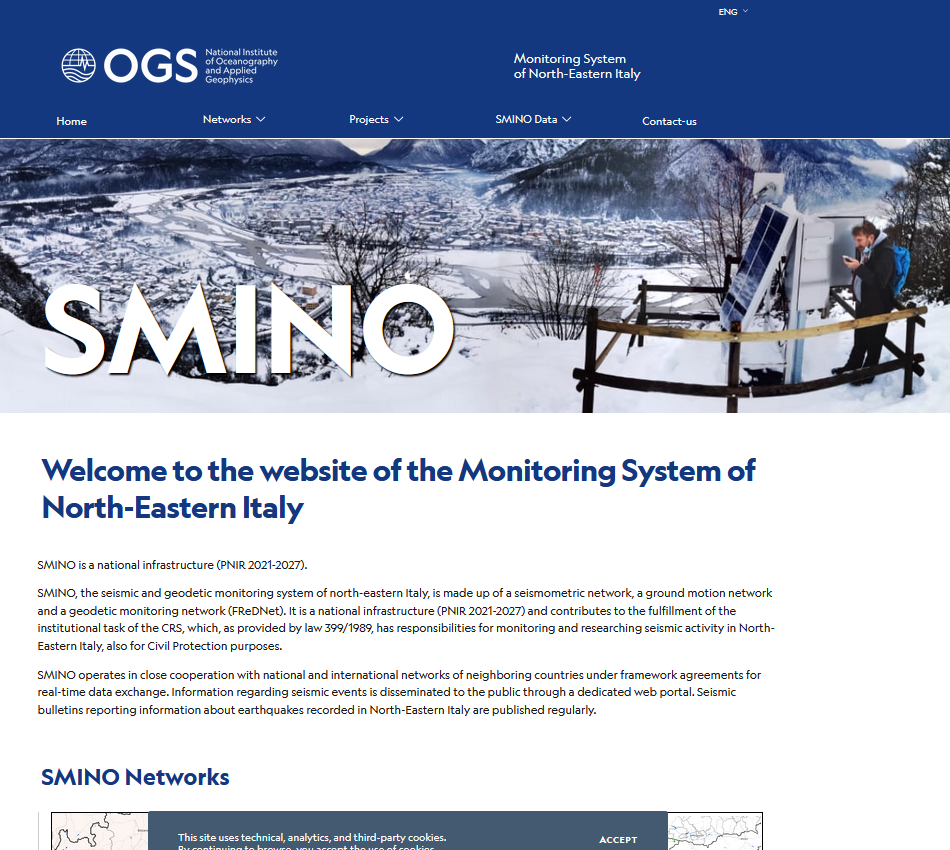 ENG
OGS
National Institute
of Oceanography
and Applied
Geophysics
Monitoring System
of North-Eastern Italy
Home
Networks
Projects
SMINO Data
Contact-us
SMINO
Welcome to the website of the Monitoring System of
North-Eastern Italy
SMINO is a national infrastructure (PNIR 2021-2027).
SMINO, the seismic and geodetic monitoring system of north-eastern Italy, is made up of a seismometric network, a ground motion network
and a geodetic monitoring network (FReDNet). It is a national infrastructure (PNIR 2021-2027) and contributes to the fulfillment of the
institutional task of the CRS, which, as provided by law 399/1989, has responsibilities for monitoring and researching seismic activity in North-
Eastern Italy, also for Civil Protection purposes.
SMINO operates in close cooperation with national and international networks of neighboring countries under framework agreements for
real-time data exchange. Information regarding seismic events is disseminated to the public through a dedicated web portal. Seismic
bulletins reporting information about earthquakes recorded in North-Eastern Italy are published regularly.
SMINO Networks
This site uses technical, analytics, and third-party cookies.
By continuing to browse, you accept the use of cookies.
ACCEPT